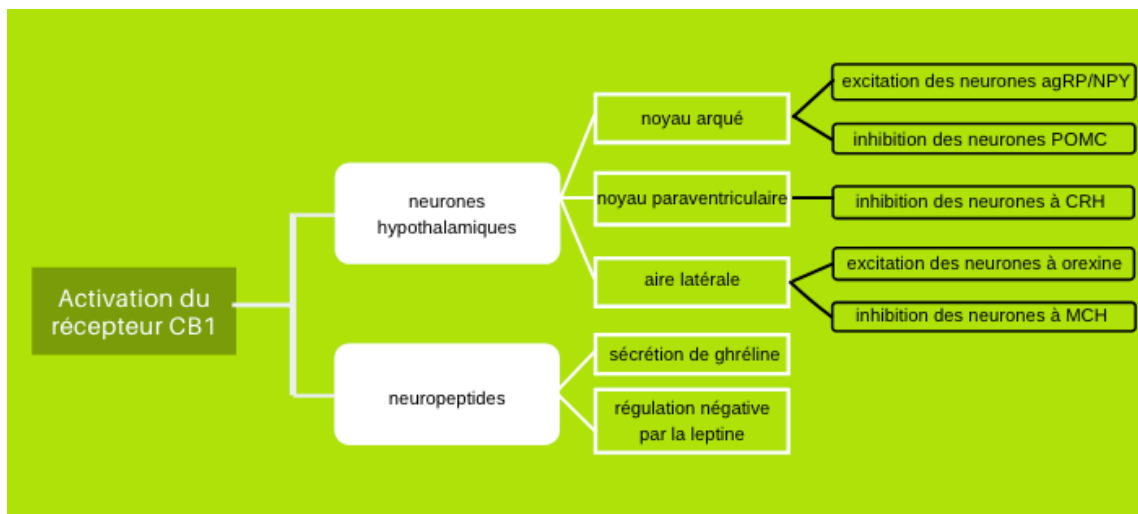 Activation du
récepteur CB1
neurones
hypothalamiques
noyau arqué
excitation des neurones agRP/NPY
inhibition des neurones POMC
noyau paraventriculaire
inhibition des neurones à CRH
aire latérale
excitation des neurones à orexine
inhibition des neurones à MCH
neuropeptides
sécrétion de ghréline
régulation négative
par la leptine